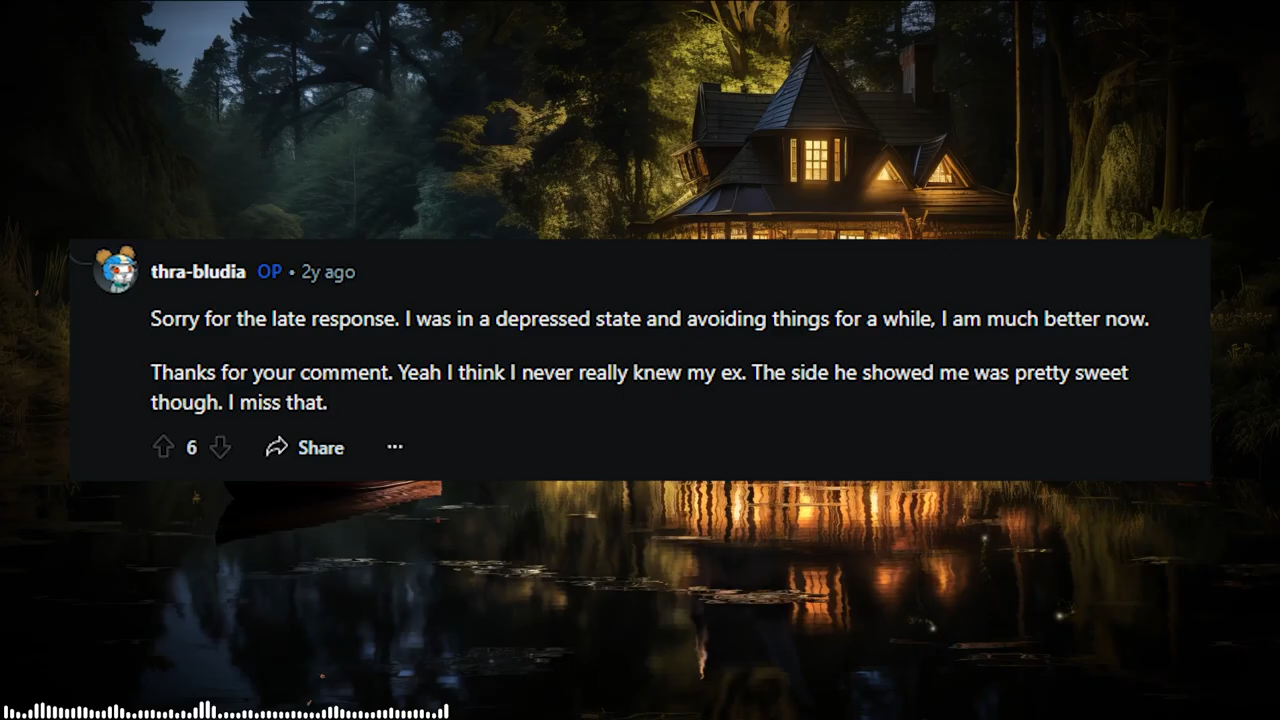 thra-bludia OP • 2y ago
Sorry for the late response. I was in a depressed state and avoiding things for a while, I am much better now.
Thanks for your comment. Yeah I think I never really knew my ex. The side he showed me was pretty sweet
though. I miss that.
6 Share ···